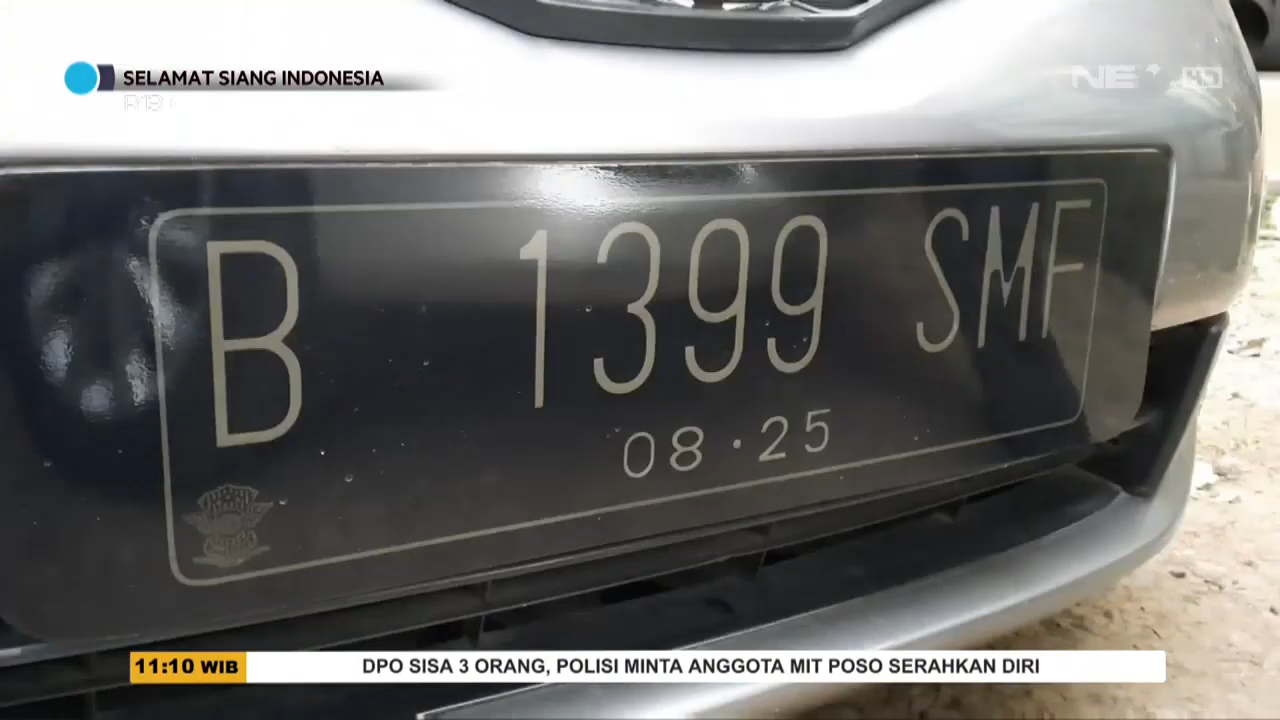 SELAMAT SIANG INDONESIA
HD
B 1399 SMF
08·25
11:10 WIB
DPO SISA 3 ORANG, POLISI MINTA ANGGOTA MIT POSO SERAHKAN DIRI